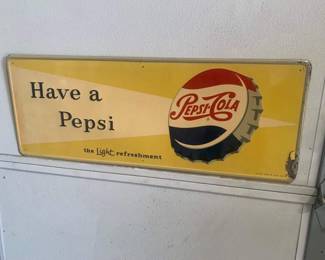 Have a
Pepsi
the Light refreshment
PEPSI-COLA